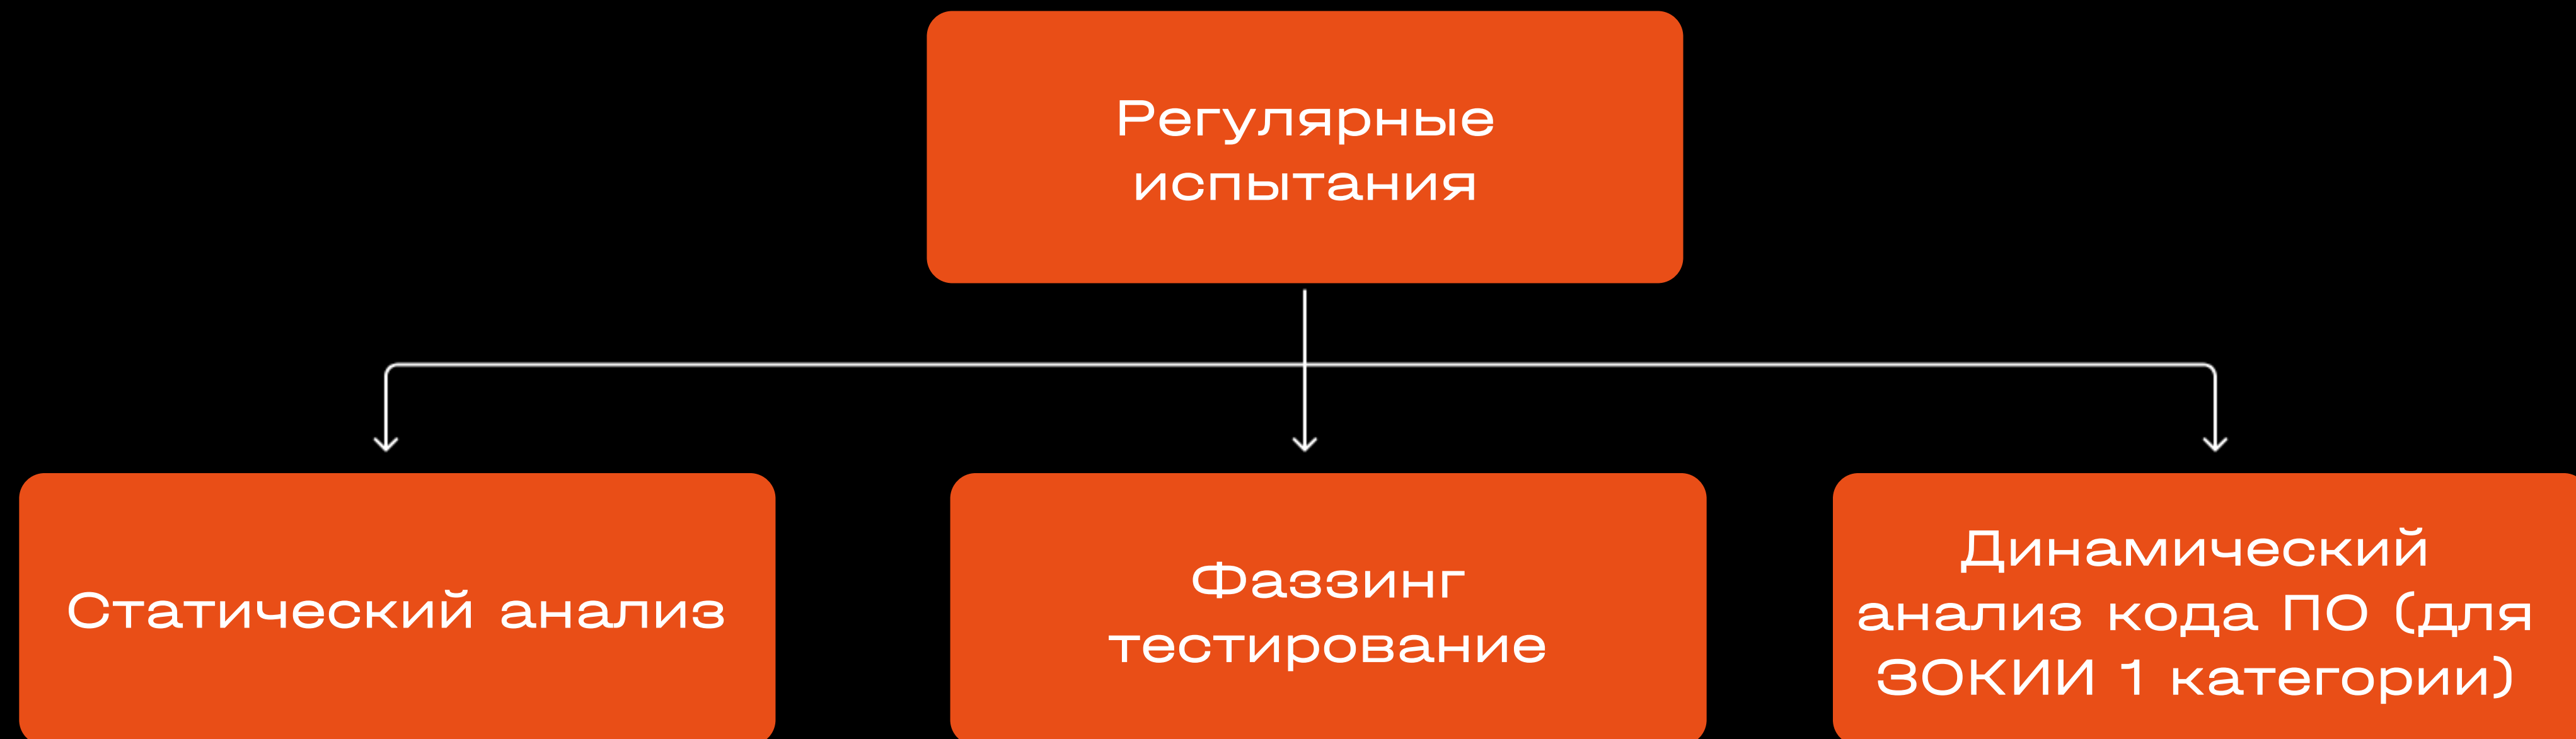 Регулярные
испытания
Статический анализ
Фаззинг
тестирование
Динамический
анализ кода ПО (для
ЗОКИИ 1 категории)